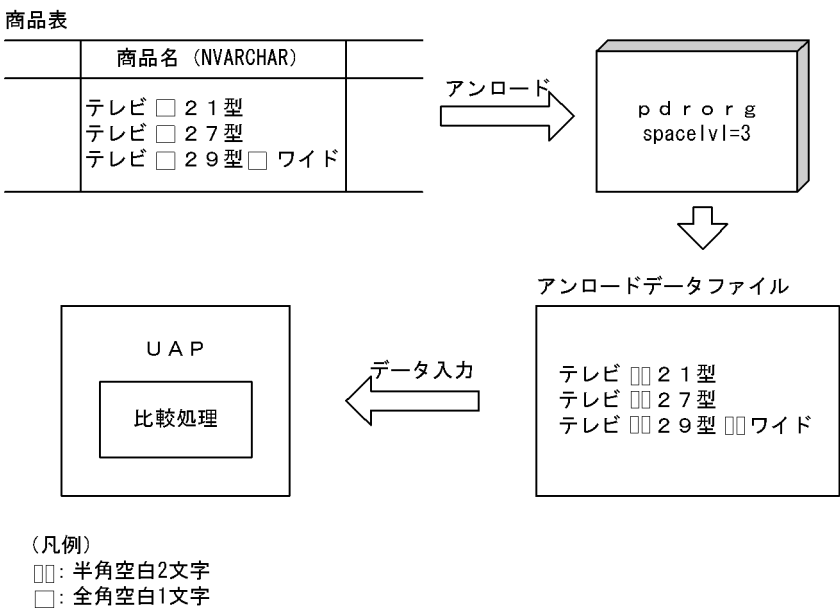 商品表
商品名 (NVARCHAR)
テレビ □ ２１型
テレビ □ ２７型
テレビ □ ２９型□ ワイド
アンロード
ｐｄｒｏｒｇ
spacelvl=3
アンロードデータファイル
テレビ ▯▯２１型
テレビ ▯▯２７型
テレビ ▯▯２９型 ▯▯ワイド
データ入力
ＵＡＰ
比較処理
(凡例)
▯▯: 半角空白2文字
□: 全角空白1文字